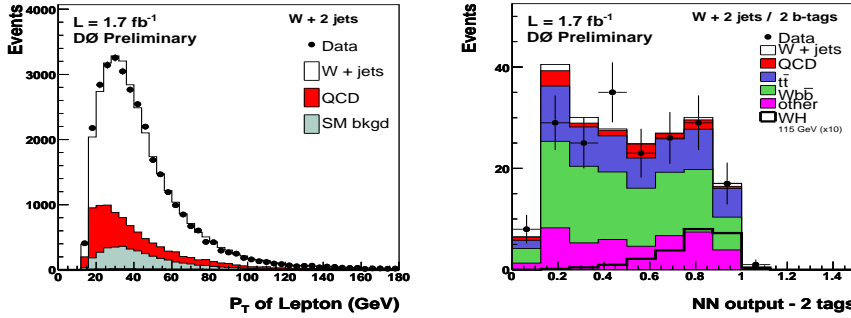 Events
L = 1.7 fb⁻¹
DØ Preliminary
W + 2 jets
Data
W + jets
QCD
SM bkgd
4000
3000
2000
1000
0
0 20 40 60 80 100 120 140 160 180
P_T of Lepton (GeV)
Events
L = 1.7 fb⁻¹
DØ Preliminary
W + 2 jets / 2 b-tags
Data
W + jets
QCD
tt̄
Wbb̄
other
WH
115 GeV (x10)
40
30
20
10
0
0 0.2 0.4 0.6 0.8 1 1.2 1.4
NN output - 2 tags